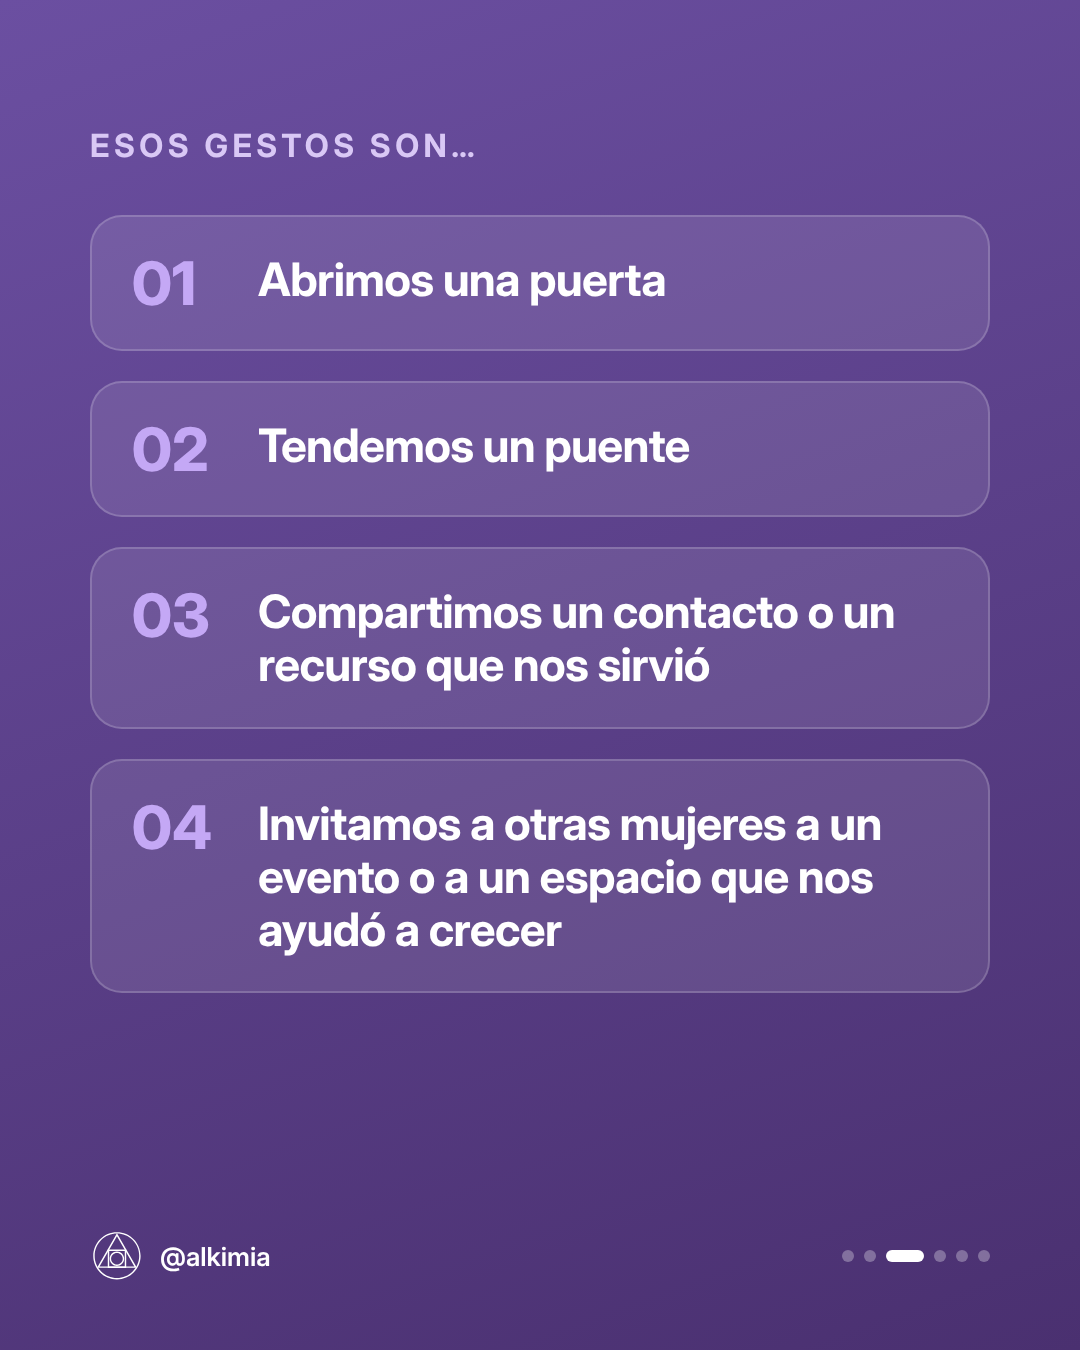 ESOS GESTOS SON…
01 Abrimos una puerta
02 Tendemos un puente
03 Compartimos un contacto o un
recurso que nos sirvió
04 Invitamos a otras mujeres a un
evento o a un espacio que nos
ayudó a crecer
@alkimia